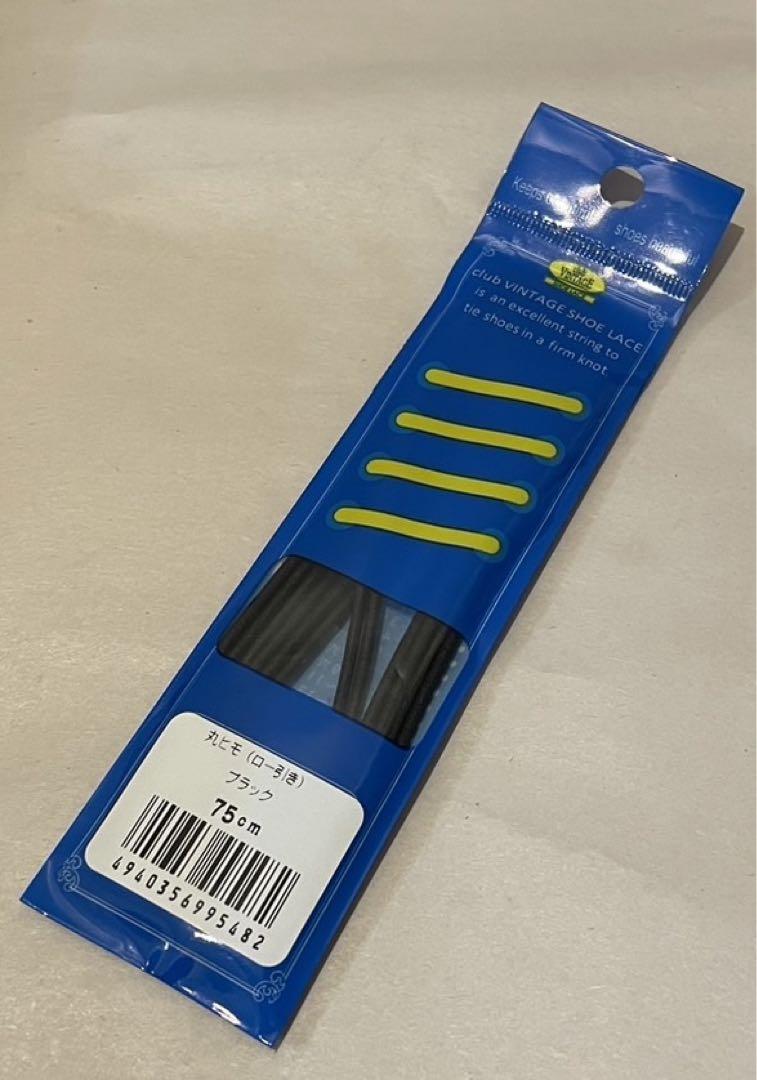 Keeps
shoes
VINTAGE
club VINTAGE SHOE LACE
is an excellent string to
tie shoes in a firm knot.
丸ヒモ（ロー引き）
ブラック
75cm
4940356995482